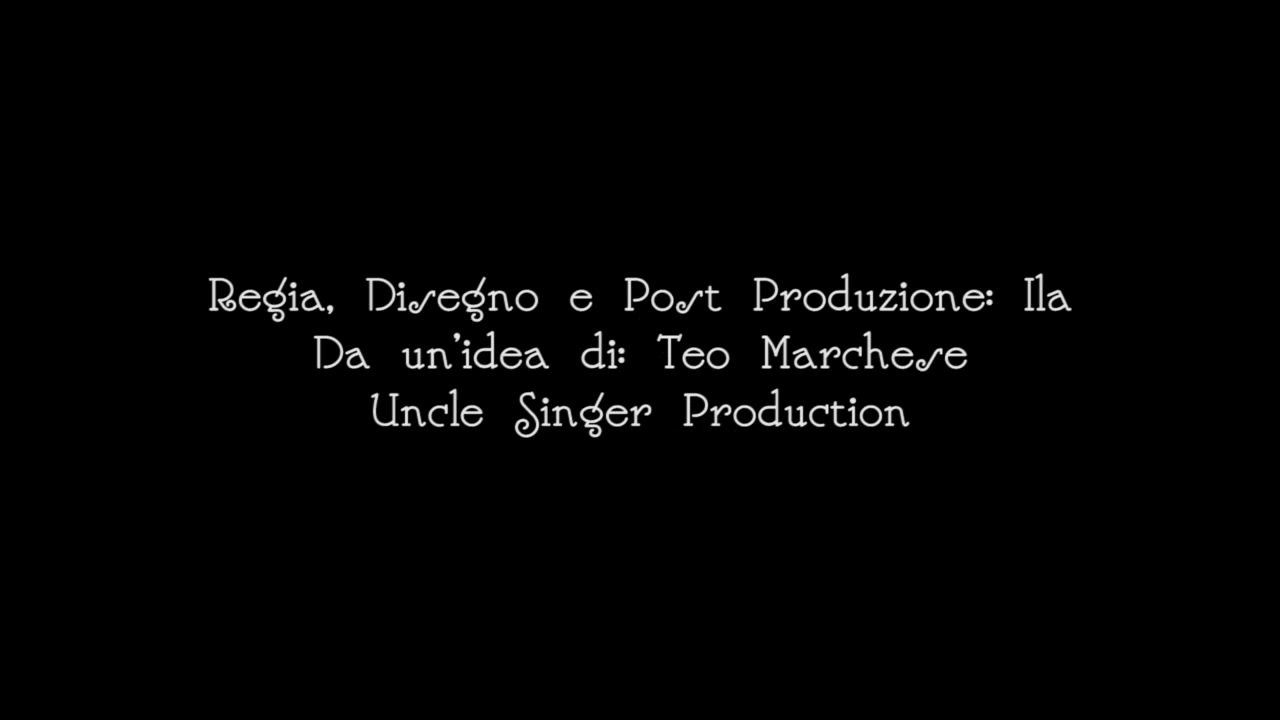 Regia, Disegno e Post Produzione: Ila
Da un'idea di: Teo Marchese
Uncle Singer Production